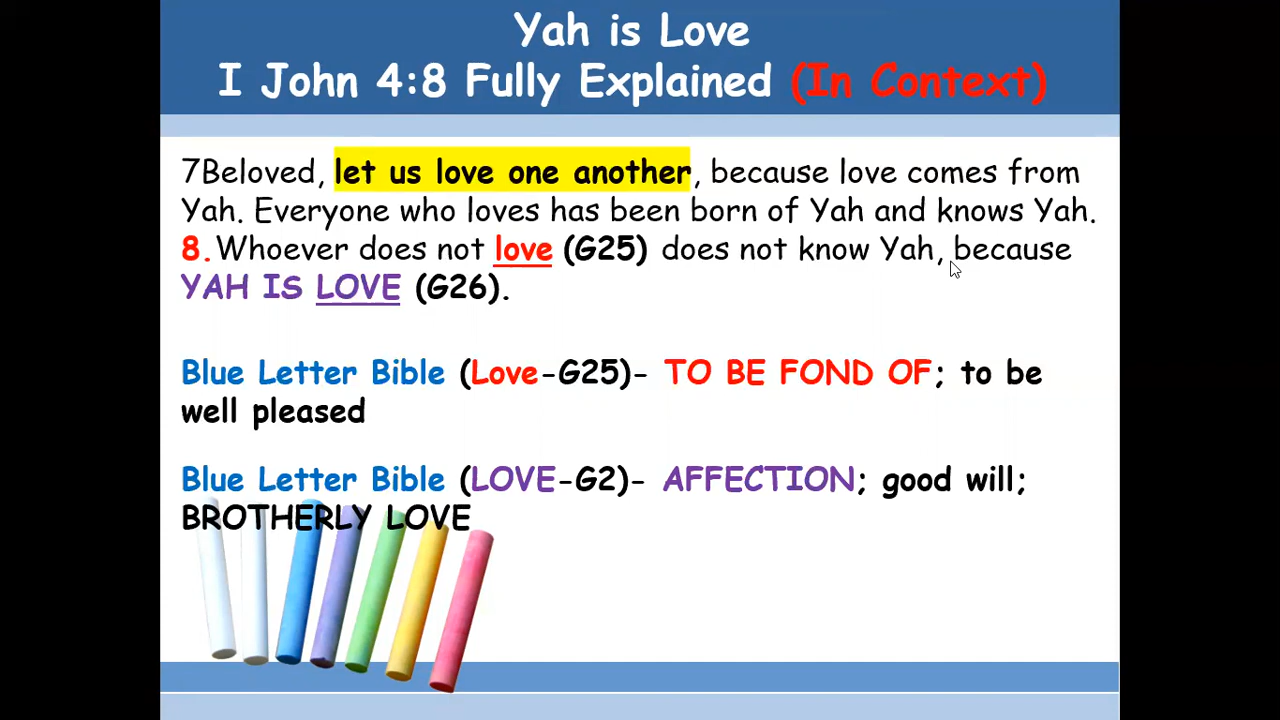 Yah is Love
I John 4:8 Fully Explained (In Context)
7Beloved, let us love one another, because love comes from
Yah. Everyone who loves has been born of Yah and knows Yah.
8.Whoever does not love (G25) does not know Yah, because
YAH IS LOVE (G26).
Blue Letter Bible (Love-G25)- TO BE FOND OF; to be
well pleased
Blue Letter Bible (LOVE-G2)- AFFECTION; good will;
BROTHERLY LOVE